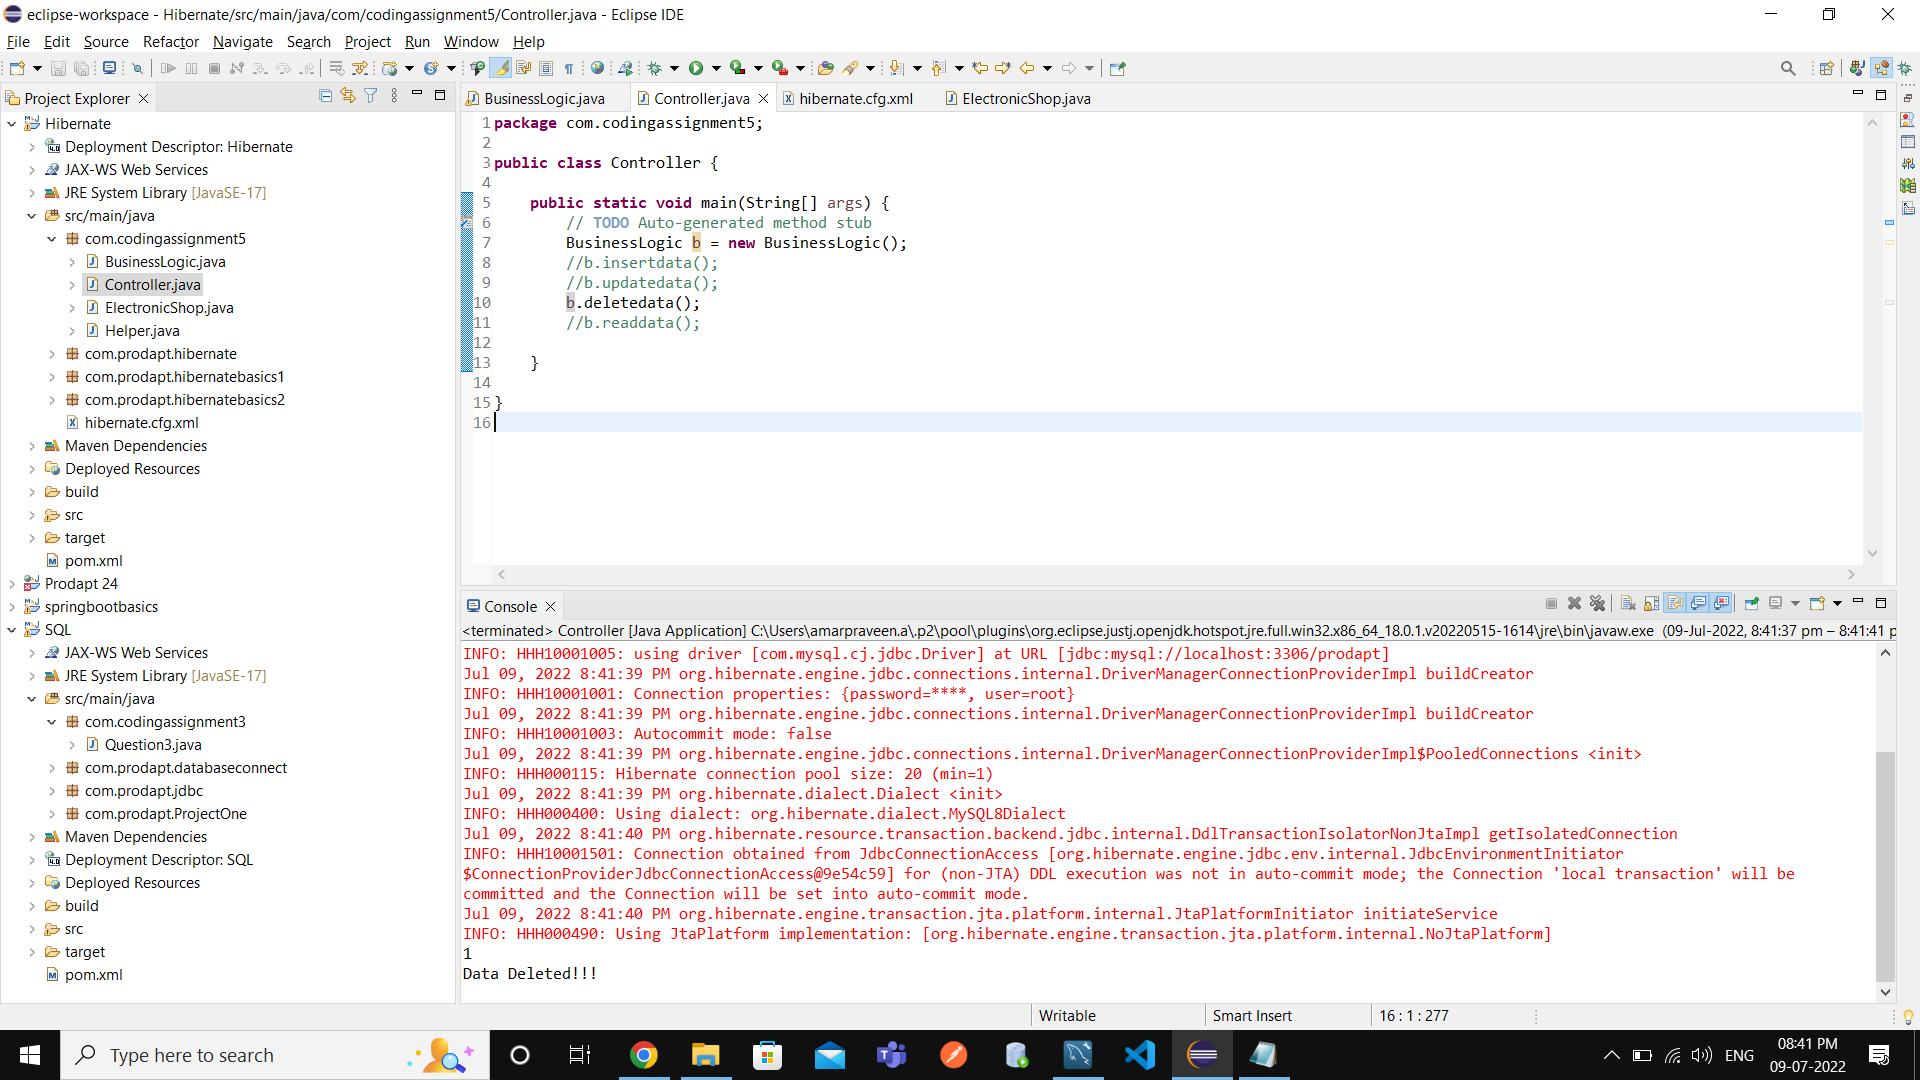 eclipse-workspace - Hibernate/src/main/java/com/codingassignment5/Controller.java - Eclipse IDE
File Edit Source Refactor Navigate Search Project Run Window Help
Project Explorer
Hibernate
Deployment Descriptor: Hibernate
JAX-WS Web Services
JRE System Library [JavaSE-17]
src/main/java
com.codingassignment5
BusinessLogic.java
Controller.java
ElectronicShop.java
Helper.java
com.prodapt.hibernate
com.prodapt.hibernatebasics1
com.prodapt.hibernatebasics2
hibernate.cfg.xml
Maven Dependencies
Deployed Resources
build
src
target
pom.xml
Prodapt 24
springbootbasics
SQL
JAX-WS Web Services
JRE System Library [JavaSE-17]
src/main/java
com.codingassignment3
Question3.java
com.prodapt.databaseconnect
com.prodapt.jdbc
com.prodapt.ProjectOne
Maven Dependencies
Deployment Descriptor: SQL
Deployed Resources
build
src
target
pom.xml
BusinessLogic.java Controller.java hibernate.cfg.xml ElectronicShop.java
1 package com.codingassignment5;
2
3 public class Controller {
4
5 public static void main(String[] args) {
6 // TODO Auto-generated method stub
7 BusinessLogic b = new BusinessLogic();
8 //b.insertdata();
9 //b.updatedata();
10 b.deletedata();
11 //b.readdata();
12
13 }
14
15 }
16
Console
<terminated> Controller [Java Application] C:\Users\amarpraveen.a\.p2\pool\plugins\org.eclipse.justj.openjdk.hotspot.jre.full.win32.x86_64_18.0.1.v20220515-1614\jre\bin\javaw.exe (09-Jul-2022, 8:41:37 pm – 8:41:41 p
INFO: HHH10001005: using driver [com.mysql.cj.jdbc.Driver] at URL [jdbc:mysql://localhost:3306/prodapt]
Jul 09, 2022 8:41:39 PM org.hibernate.engine.jdbc.connections.internal.DriverManagerConnectionProviderImpl buildCreator
INFO: HHH10001001: Connection properties: {password=****, user=root}
Jul 09, 2022 8:41:39 PM org.hibernate.engine.jdbc.connections.internal.DriverManagerConnectionProviderImpl buildCreator
INFO: HHH10001003: Autocommit mode: false
Jul 09, 2022 8:41:39 PM org.hibernate.engine.jdbc.connections.internal.DriverManagerConnectionProviderImpl$PooledConnections <init>
INFO: HHH000115: Hibernate connection pool size: 20 (min=1)
Jul 09, 2022 8:41:39 PM org.hibernate.dialect.Dialect <init>
INFO: HHH000400: Using dialect: org.hibernate.dialect.MySQL8Dialect
Jul 09, 2022 8:41:40 PM org.hibernate.resource.transaction.backend.jdbc.internal.DdlTransactionIsolatorNonJtaImpl getIsolatedConnection
INFO: HHH10001501: Connection obtained from JdbcConnectionAccess [org.hibernate.engine.jdbc.env.internal.JdbcEnvironmentInitiator
$ConnectionProviderJdbcConnectionAccess@9e54c59] for (non-JTA) DDL execution was not in auto-commit mode; the Connection 'local transaction' will be
committed and the Connection will be set into auto-commit mode.
Jul 09, 2022 8:41:40 PM org.hibernate.engine.transaction.jta.platform.internal.JtaPlatformInitiator initiateService
INFO: HHH000490: Using JtaPlatform implementation: [org.hibernate.engine.transaction.jta.platform.internal.NoJtaPlatform]
1
Data Deleted!!!
Writable Smart Insert 16 : 1 : 277
Type here to search
ENG
08:41 PM
09-07-2022